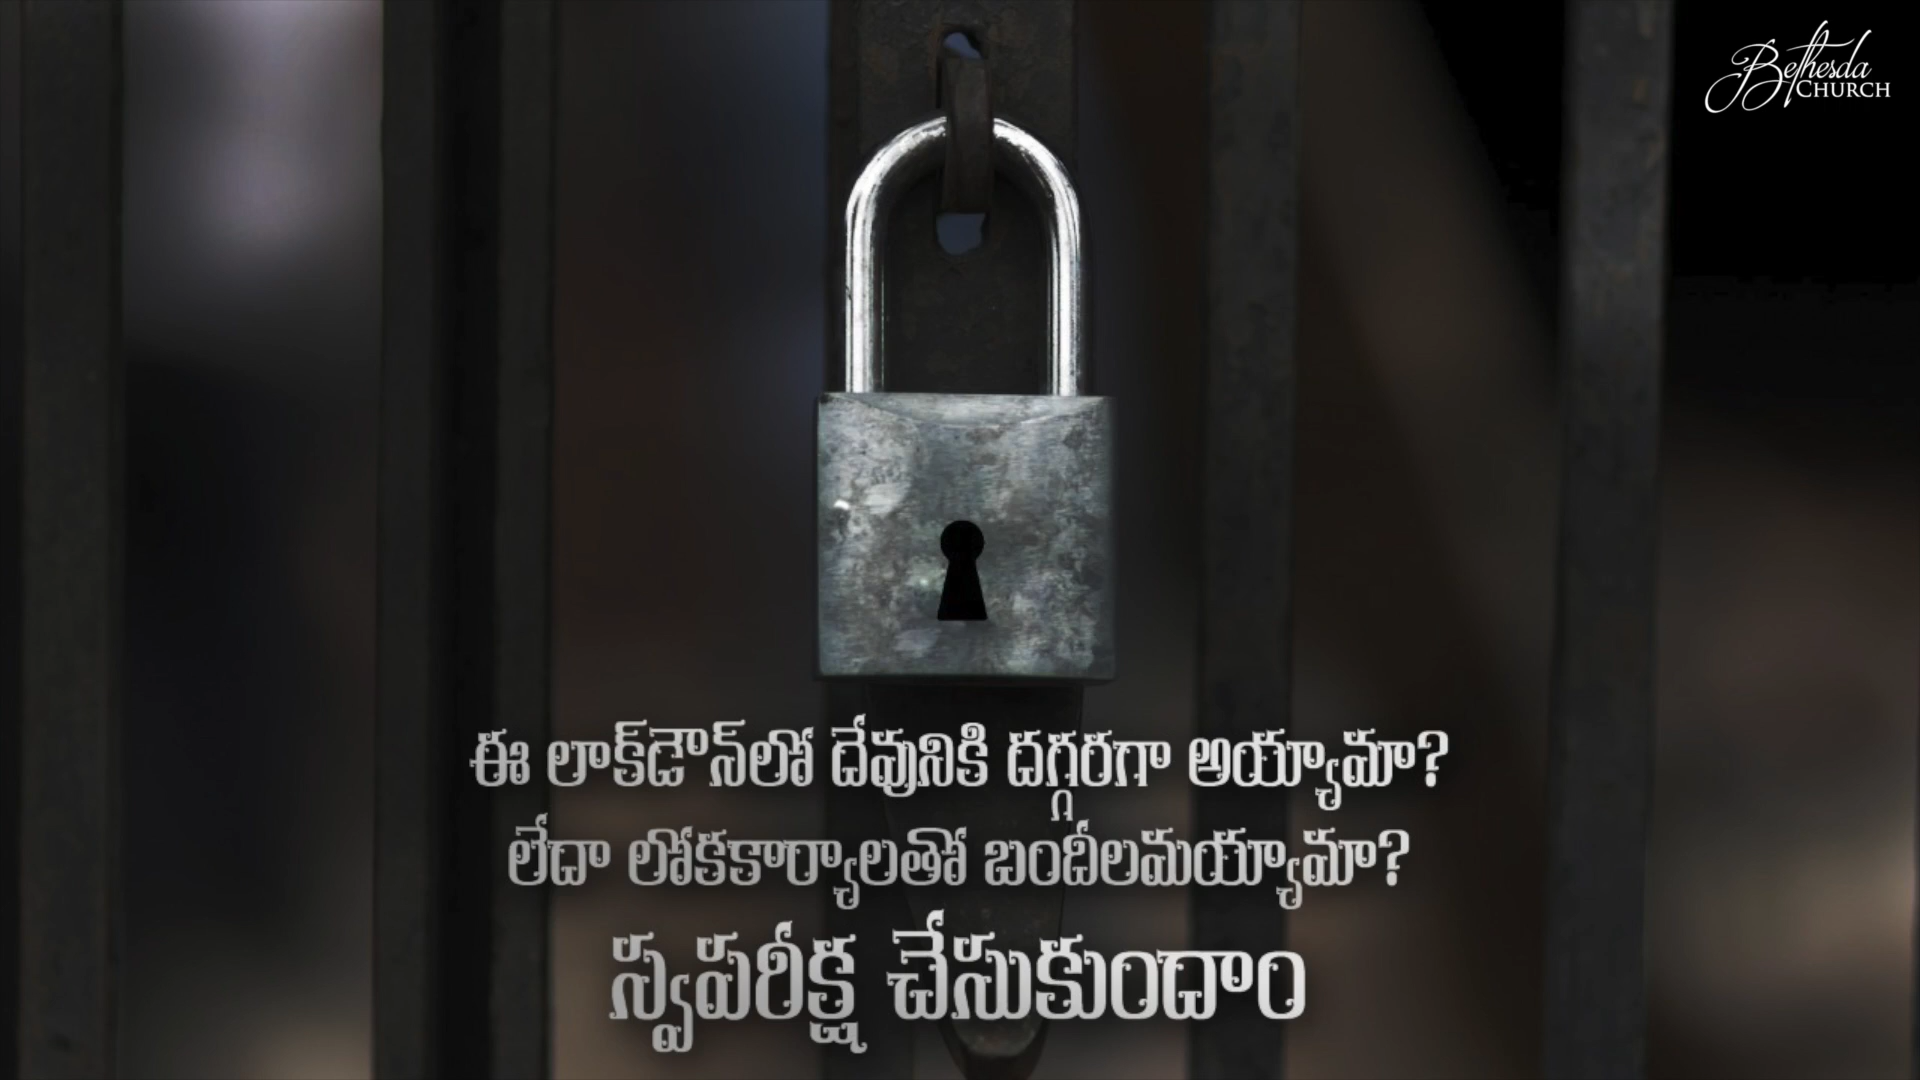 Bethesda
CHURCH
ఈ లాక్‌డౌన్‌లో దేవునికి దగ్గరగా అయ్యామా?
లేదా లోకకార్యాలతో బందీలమయ్యామా?
స్వపరీక్ష చేసుకుందాం